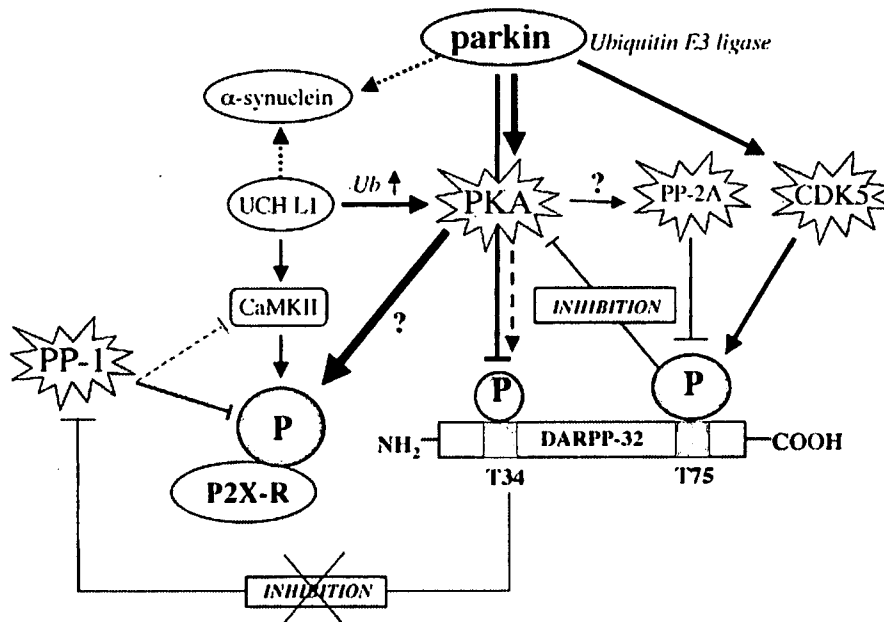 parkin
Ubiquitin E3 ligase
α-synuclein
Ub
?
UCH L1
PKA
PP-2A
CDK5
CaMKII
INHIBITION
?
PP-1
P
P
P
NH2
DARPP-32
COOH
P2X-R
T34
T75
INHIBITION